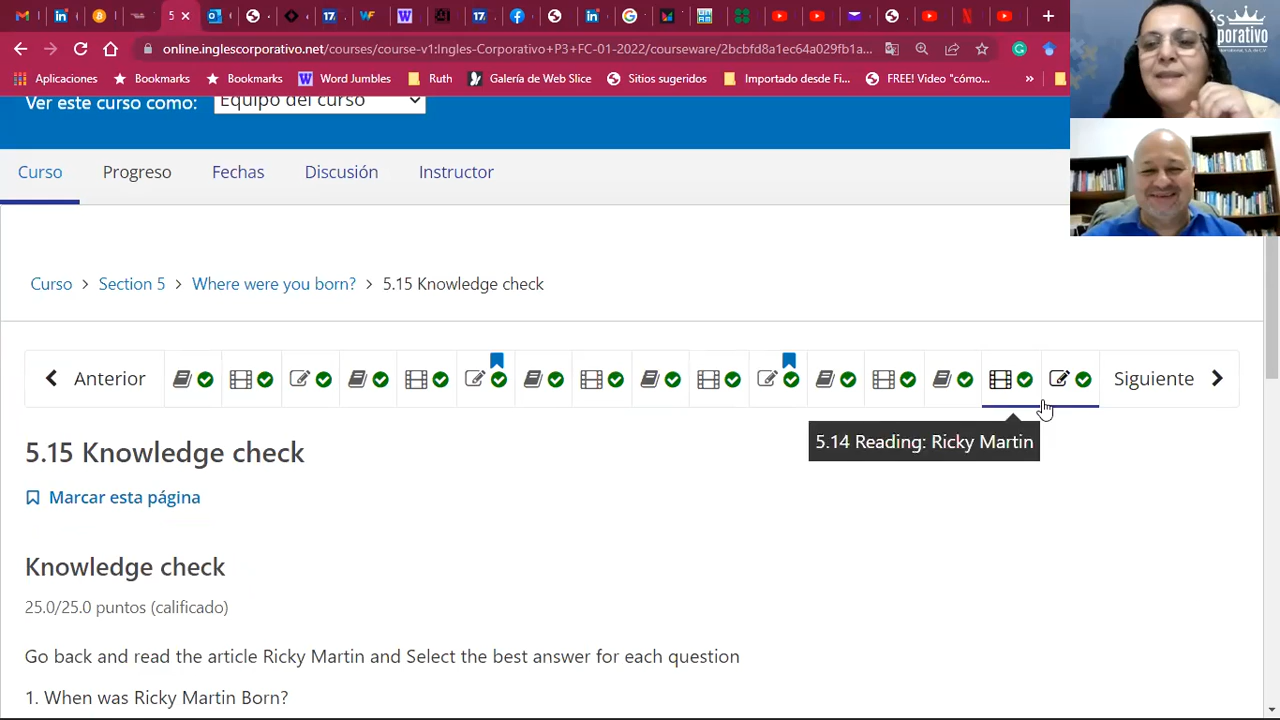 5
17
WF
W
17
G
online.inglescorporativo.net/courses/course-v1:Ingles-Corporativo+P3+FC-01-2022/courseware/2bcbfd8a1ec64a029fb1a...
Aplicaciones
Bookmarks
Bookmarks
W Word Jumbles
Ruth
Galería de Web Slice
Sitios sugeridos
Importado desde Fi...
FREE! Video "cómo...
»
orporativo
Ver este curso como:
Equipo del curso
Curso
Progreso
Fechas
Discusión
Instructor
Curso > Section 5 > Where were you born? > 5.15 Knowledge check
Anterior
Siguiente
5.14 Reading: Ricky Martin
5.15 Knowledge check
Marcar esta página
Knowledge check
25.0/25.0 puntos (calificado)
Go back and read the article Ricky Martin and Select the best answer for each question
1. When was Ricky Martin Born?